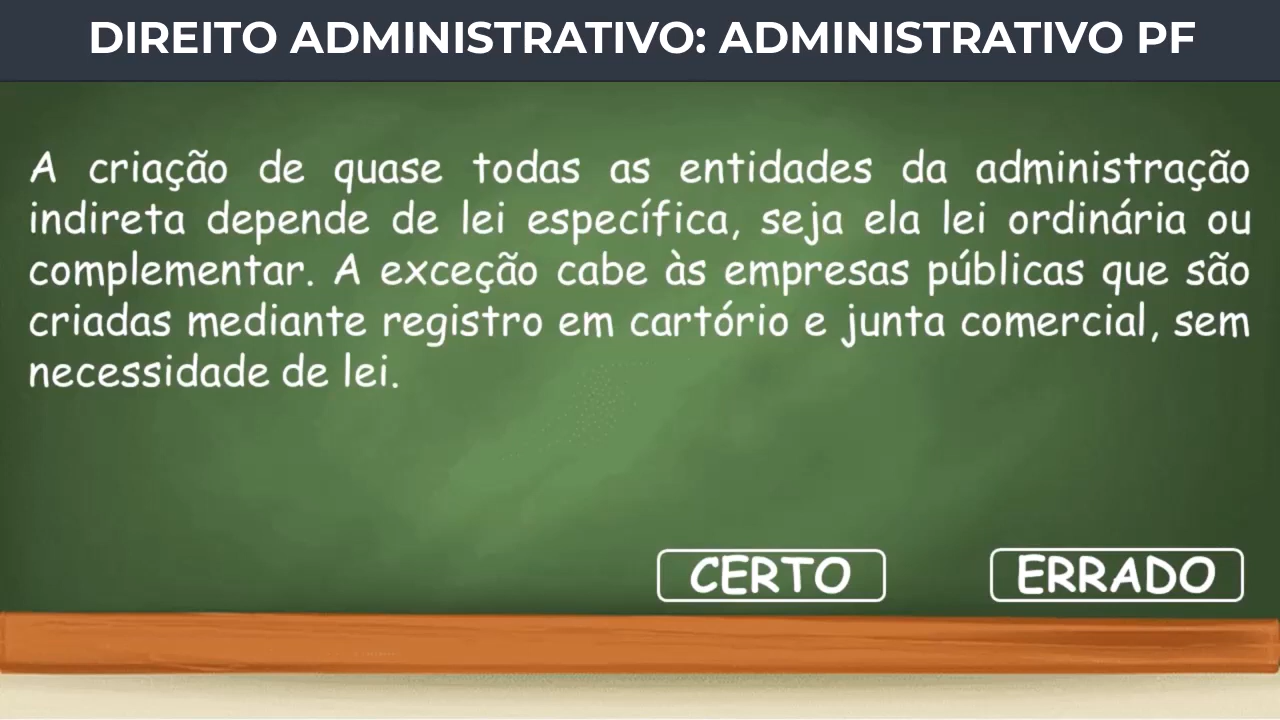 DIREITO ADMINISTRATIVO: ADMINISTRATIVO PF
A criação de quase todas as entidades da administração
indireta depende de lei específica, seja ela lei ordinária ou
complementar. A exceção cabe às empresas públicas que são
criadas mediante registro em cartório e junta comercial, sem
necessidade de lei.
CERTO ERRADO